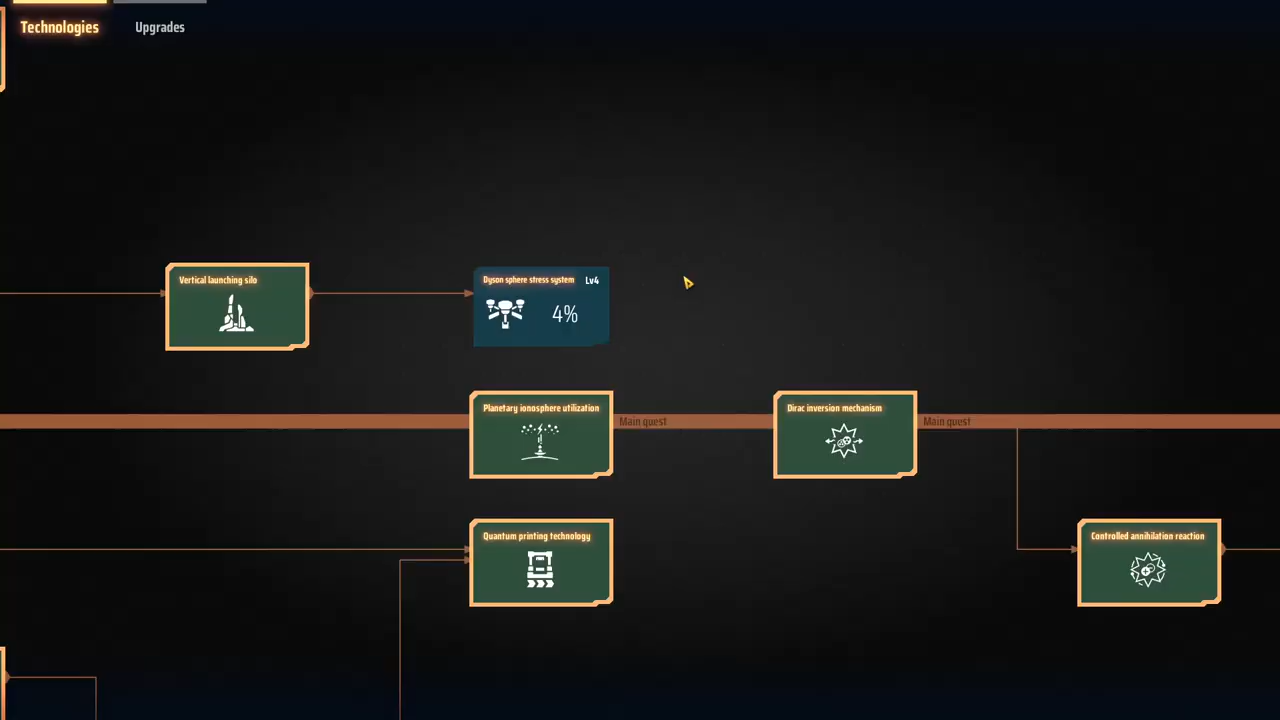 Technologies
Upgrades
Vertical launching silo
Dyson sphere stress system
Lv4
4%
Planetary ionosphere utilization
Main quest
Dirac inversion mechanism
Main quest
Quantum printing technology
Controlled annihilation reaction